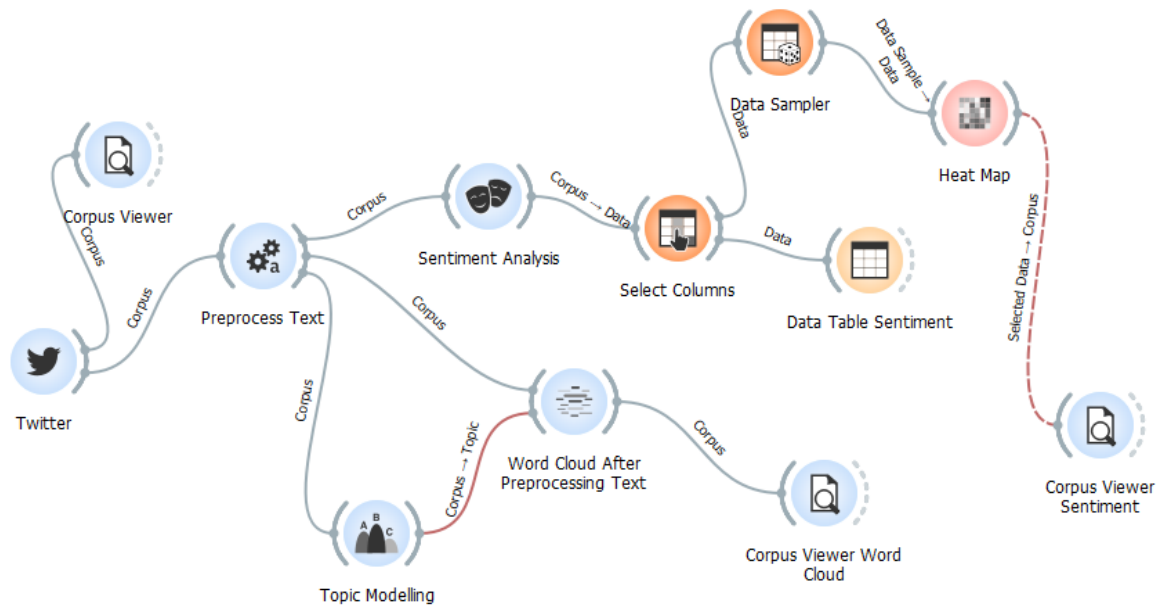 Data Sampler
Data Sample →
Data
Data
Heat Map
Corpus Viewer
Corpus
Corpus
Sentiment Analysis
Corpus → Data
Select Columns
Data
Data Table Sentiment
Selected Data → Corpus
Preprocess Text
Corpus
Corpus
Twitter
Corpus
A
B
C
a
Topic Modelling
Corpus → Topic
Word Cloud After
Preprocessing Text
Corpus
Corpus Viewer Word
Cloud
Corpus Viewer
Sentiment